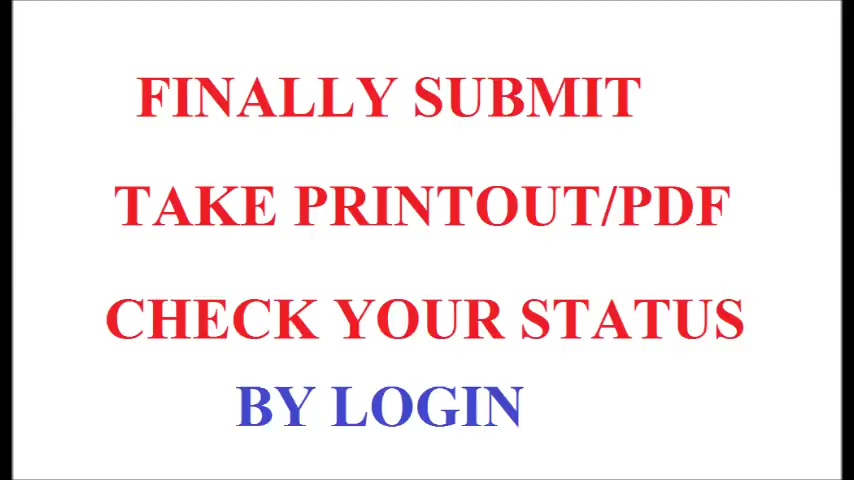 FINALLY SUBMIT
TAKE PRINTOUT/PDF
CHECK YOUR STATUS
BY LOGIN